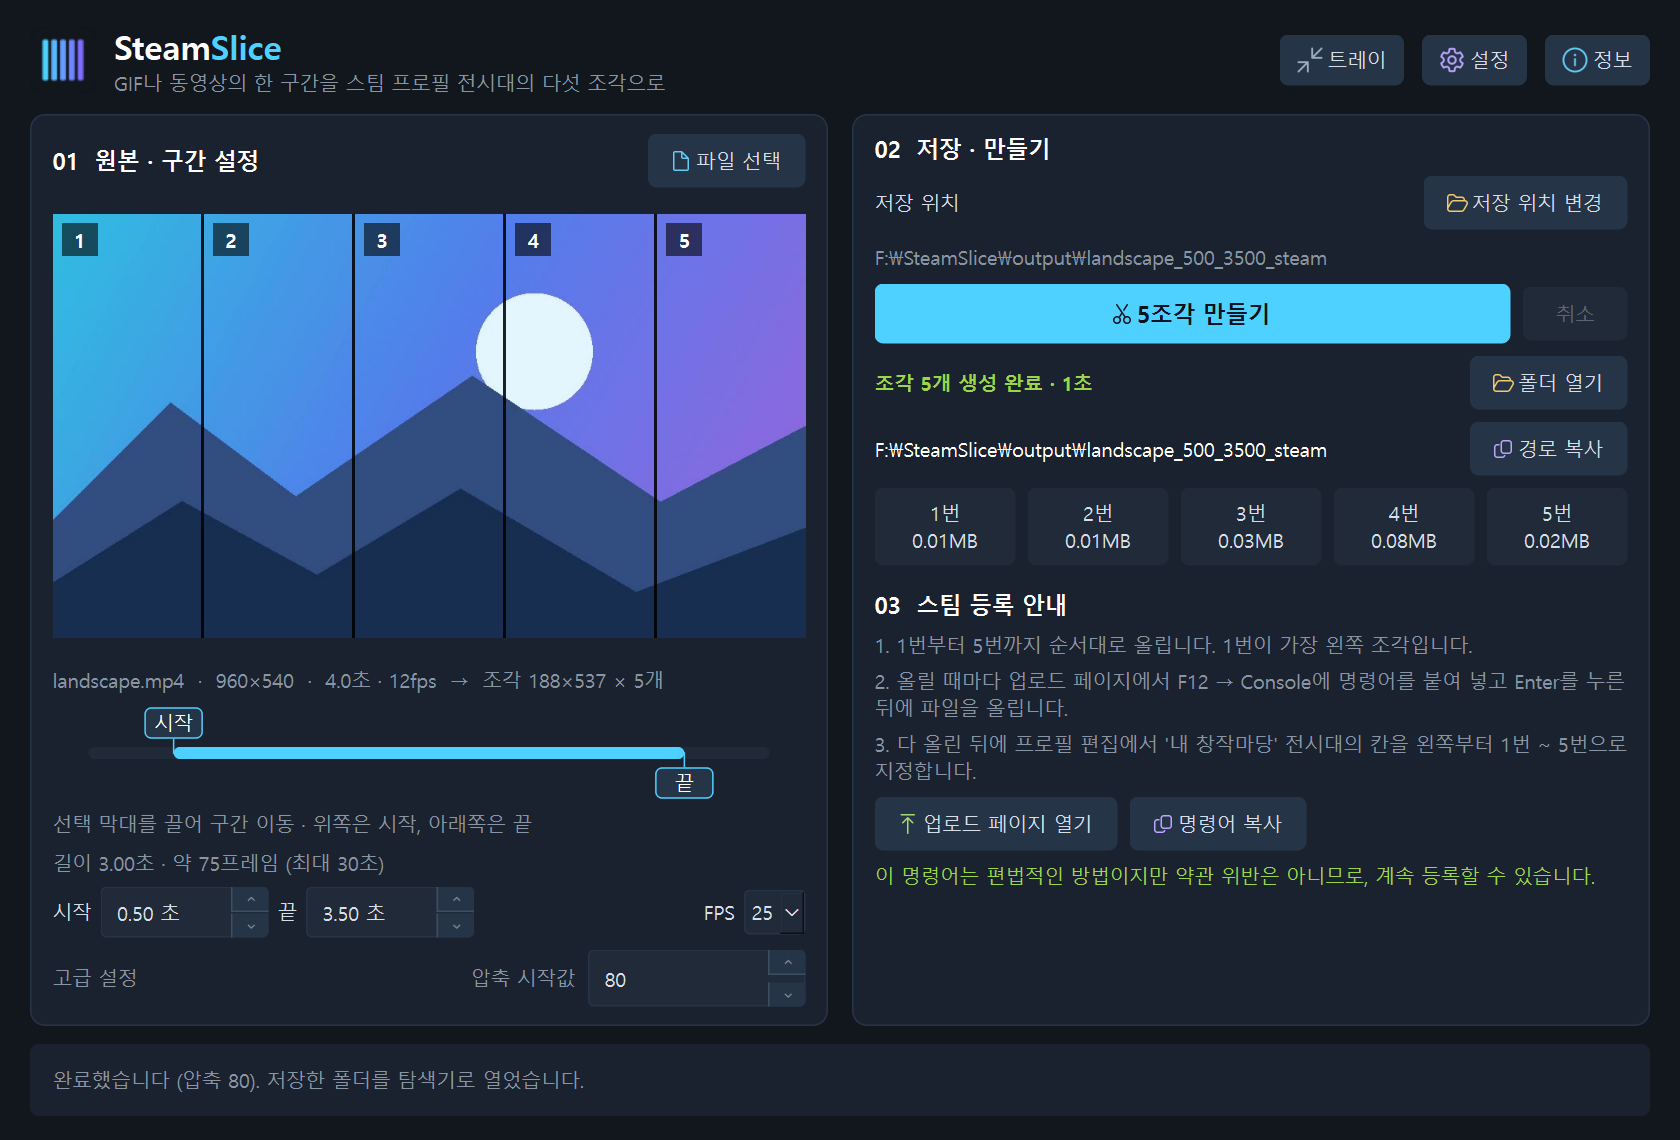 SteamSlice
GIF나 동영상의 한 구간을 스팀 프로필 전시대의 다섯 조각으로
트레이
설정
정보
01 원본 · 구간 설정
파일 선택
1
2
3
4
5
landscape.mp4 · 960×540 · 4.0초 · 12fps → 조각 188×537 × 5개
시작
끝
선택 막대를 끌어 구간 이동 · 위쪽은 시작, 아래쪽은 끝
길이 3.00초 · 약 75프레임 (최대 30초)
시작 0.50 초 끝 3.50 초 FPS 25
고급 설정 압축 시작값 80
02 저장 · 만들기
저장 위치
저장 위치 변경
F:₩SteamSlice₩output₩landscape_500_3500_steam
5조각 만들기
취소
조각 5개 생성 완료 · 1초
폴더 열기
F:₩SteamSlice₩output₩landscape_500_3500_steam
경로 복사
1번
0.01MB
2번
0.01MB
3번
0.03MB
4번
0.08MB
5번
0.02MB
03 스팀 등록 안내
1. 1번부터 5번까지 순서대로 올립니다. 1번이 가장 왼쪽 조각입니다.
2. 올릴 때마다 업로드 페이지에서 F12 → Console에 명령어를 붙여 넣고 Enter를 누른
뒤에 파일을 올립니다.
3. 다 올린 뒤에 프로필 편집에서 '내 창작마당' 전시대의 칸을 왼쪽부터 1번 ~ 5번으로
지정합니다.
업로드 페이지 열기
명령어 복사
이 명령어는 편법적인 방법이지만 약관 위반은 아니므로, 계속 등록할 수 있습니다.
완료했습니다 (압축 80). 저장한 폴더를 탐색기로 열었습니다.